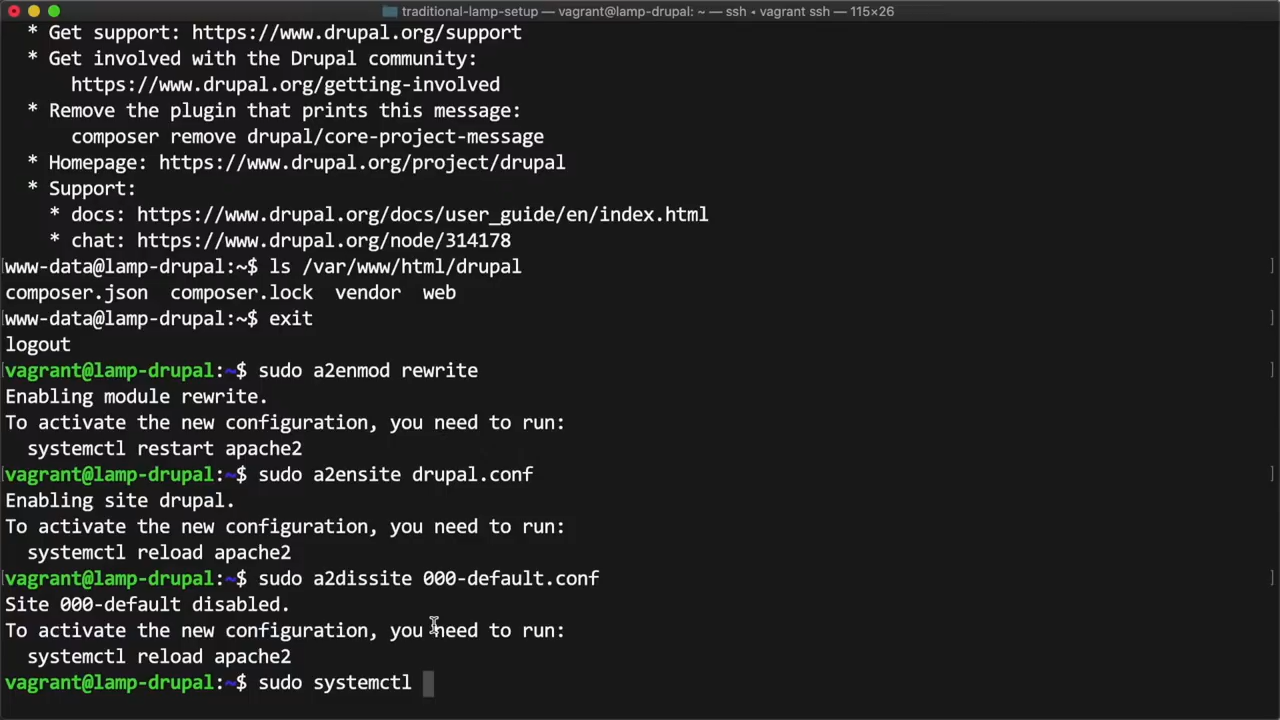 traditional-lamp-setup — vagrant@lamp-drupal: ~ — ssh • vagrant ssh — 115×26
* Get support: https://www.drupal.org/support
* Get involved with the Drupal community:
https://www.drupal.org/getting-involved
* Remove the plugin that prints this message:
composer remove drupal/core-project-message
* Homepage: https://www.drupal.org/project/drupal
* Support:
* docs: https://www.drupal.org/docs/user_guide/en/index.html
* chat: https://www.drupal.org/node/314178
[www-data@lamp-drupal:~$ ls /var/www/html/drupal ]
composer.json composer.lock vendor web
[www-data@lamp-drupal:~$ exit ]
logout
[vagrant@lamp-drupal:~$ sudo a2enmod rewrite ]
Enabling module rewrite.
To activate the new configuration, you need to run:
systemctl restart apache2
[vagrant@lamp-drupal:~$ sudo a2ensite drupal.conf ]
Enabling site drupal.
To activate the new configuration, you need to run:
systemctl reload apache2
[vagrant@lamp-drupal:~$ sudo a2dissite 000-default.conf ]
Site 000-default disabled.
To activate the new configuration, you need to run:
systemctl reload apache2
vagrant@lamp-drupal:~$ sudo systemctl